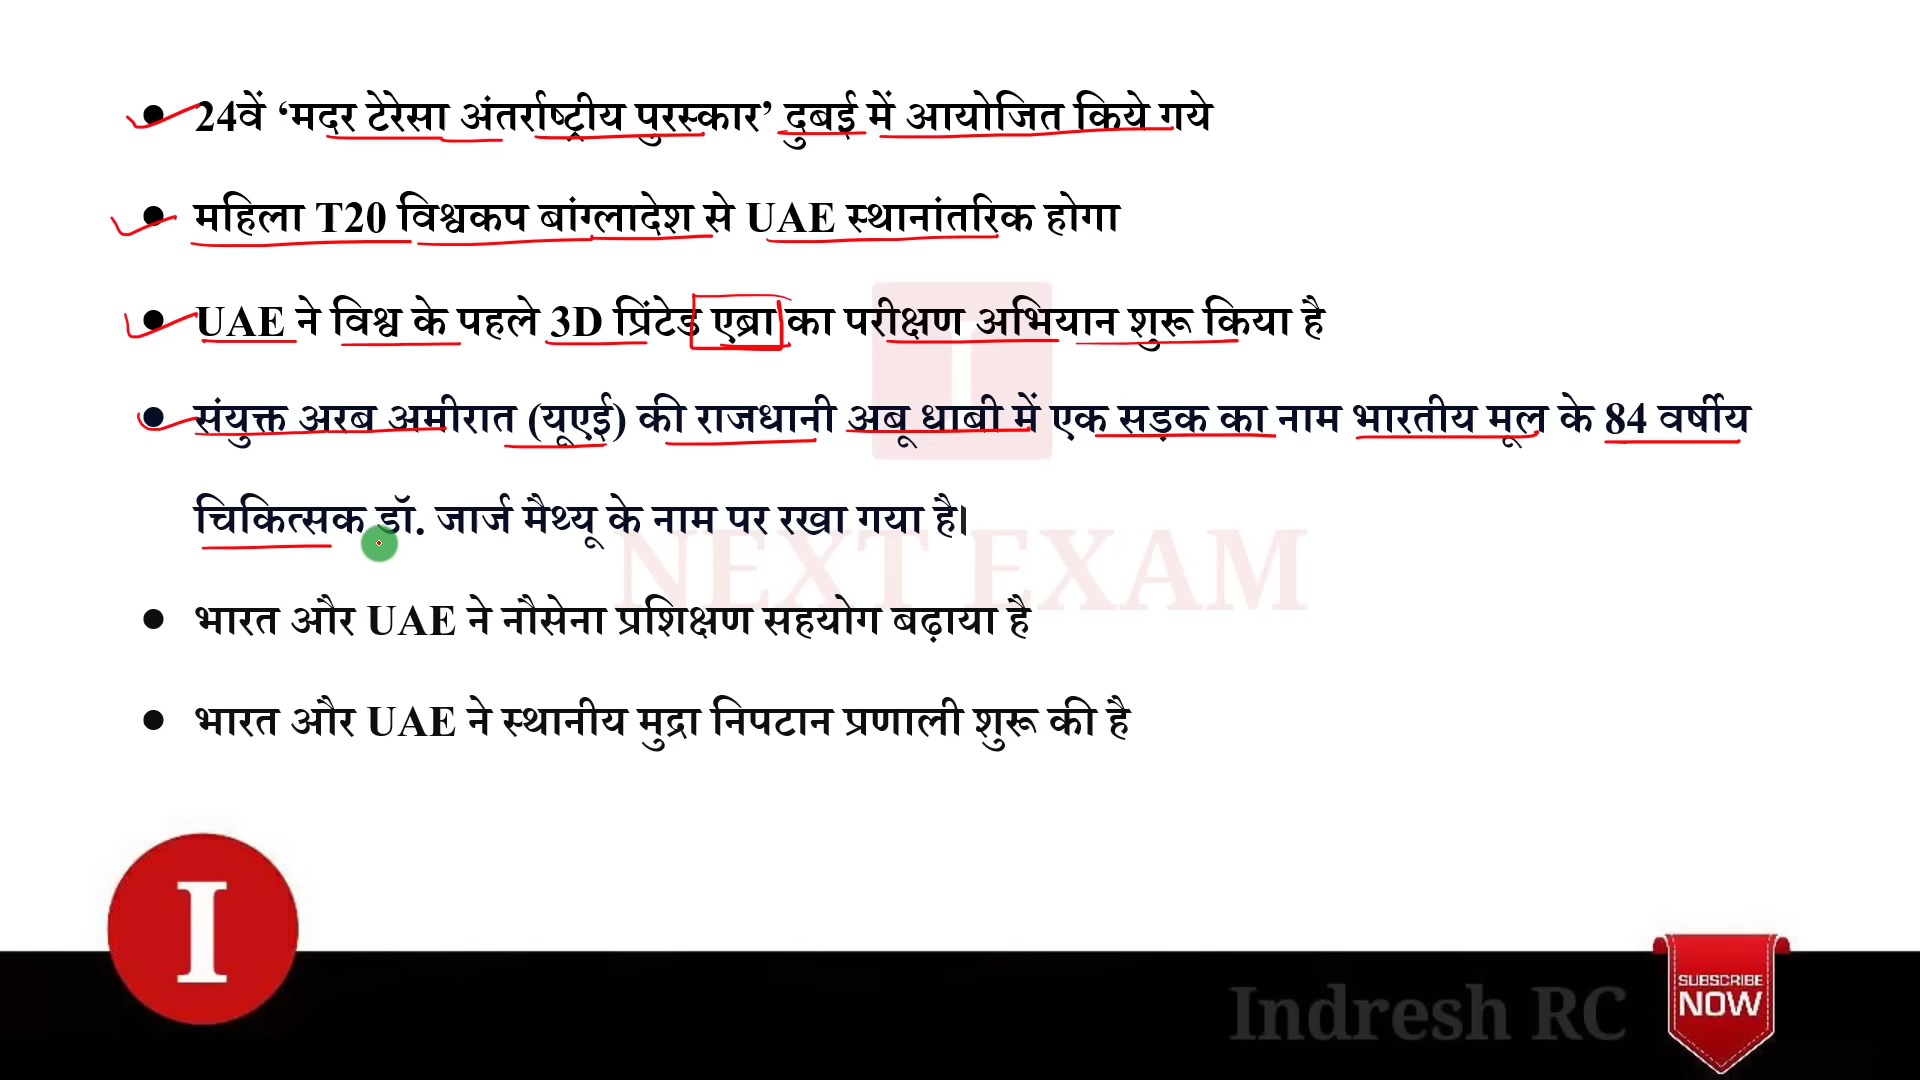 ● 24वें ‘मदर टेरेसा अंतर्राष्ट्रीय पुरस्कार’ दुबई में आयोजित किये गये
● महिला T20 विश्वकप बांग्लादेश से UAE स्थानांतरिक होगा
● UAE ने विश्व के पहले 3D प्रिंटेड एब्रा का परीक्षण अभियान शुरू किया है
● संयुक्त अरब अमीरात (यूएई) की राजधानी अबू धाबी में एक सड़क का नाम भारतीय मूल के 84 वर्षीय
चिकित्सक डॉ. जार्ज मैथ्यू के नाम पर रखा गया है।
NEXT EXAM
● भारत और UAE ने नौसेना प्रशिक्षण सहयोग बढ़ाया है
● भारत और UAE ने स्थानीय मुद्रा निपटान प्रणाली शुरू की है
I
Indresh RC
SUBSCRIBE
NOW